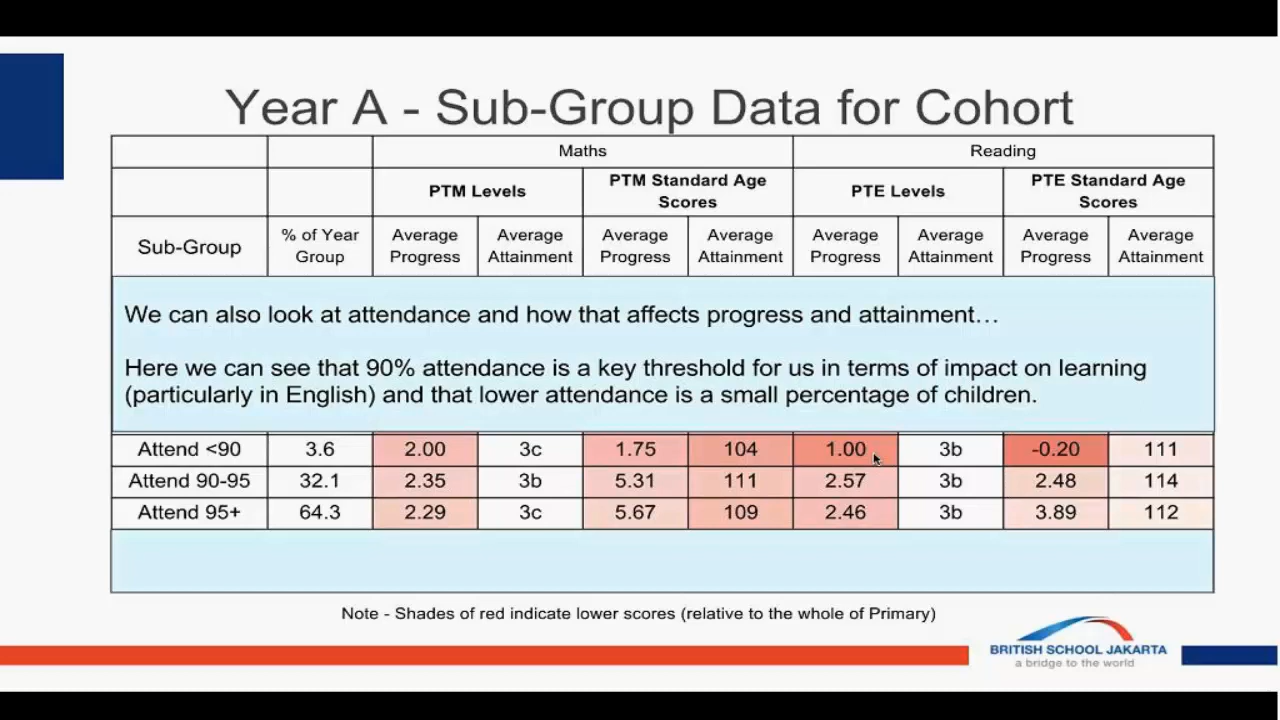 Year A - Sub-Group Data for Cohort
Maths Reading
PTM Levels PTM Standard Age Scores PTE Levels PTE Standard Age Scores
Sub-Group % of Year Group Average Progress Average Attainment Average Progress Average Attainment Average Progress Average Attainment Average Progress Average Attainment
We can also look at attendance and how that affects progress and attainment…
Here we can see that 90% attendance is a key threshold for us in terms of impact on learning
(particularly in English) and that lower attendance is a small percentage of children.
Attend <90 3.6 2.00 3c 1.75 104 1.00 3b -0.20 111
Attend 90-95 32.1 2.35 3b 5.31 111 2.57 3b 2.48 114
Attend 95+ 64.3 2.29 3c 5.67 109 2.46 3b 3.89 112
Note - Shades of red indicate lower scores (relative to the whole of Primary)
BRITISH SCHOOL JAKARTA
a bridge to the world